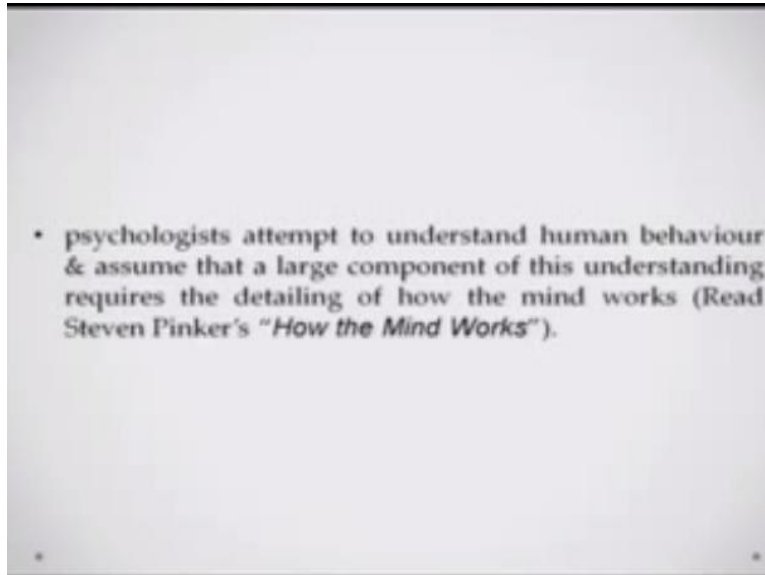 • psychologists attempt to understand human behaviour
& assume that a large component of this understanding
requires the detailing of how the mind works (Read
Steven Pinker's "How the Mind Works").